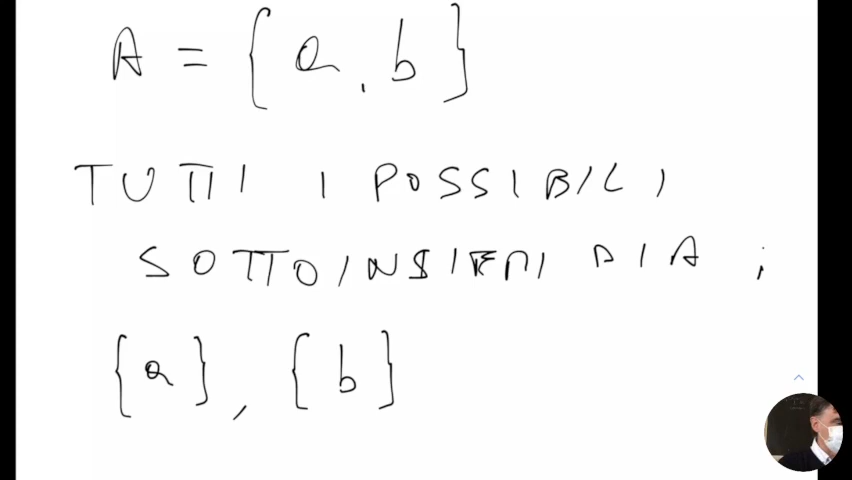 A = { a, b }
TUTTI I POSSIBILI
SOTTOINSIEMI DI A ;
{ a } , { b }